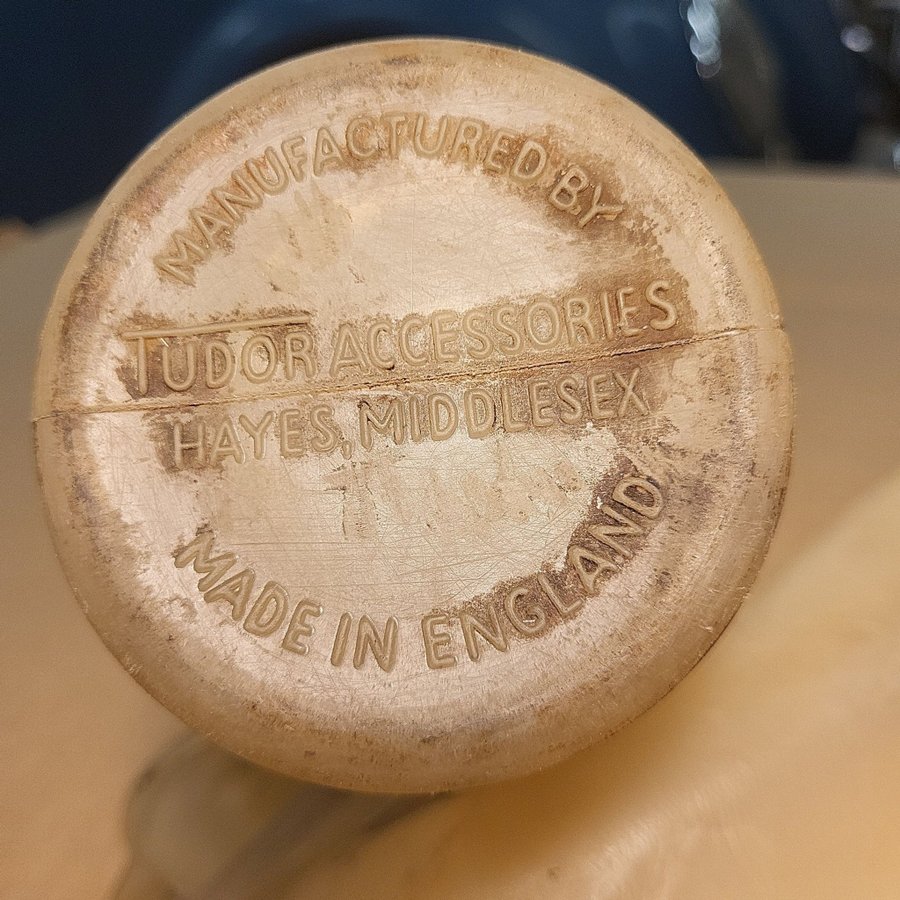 MANUFACTURED BY
TUDOR ACCESSORIES
HAYES, MIDDLESEX
MADE IN ENGLAND